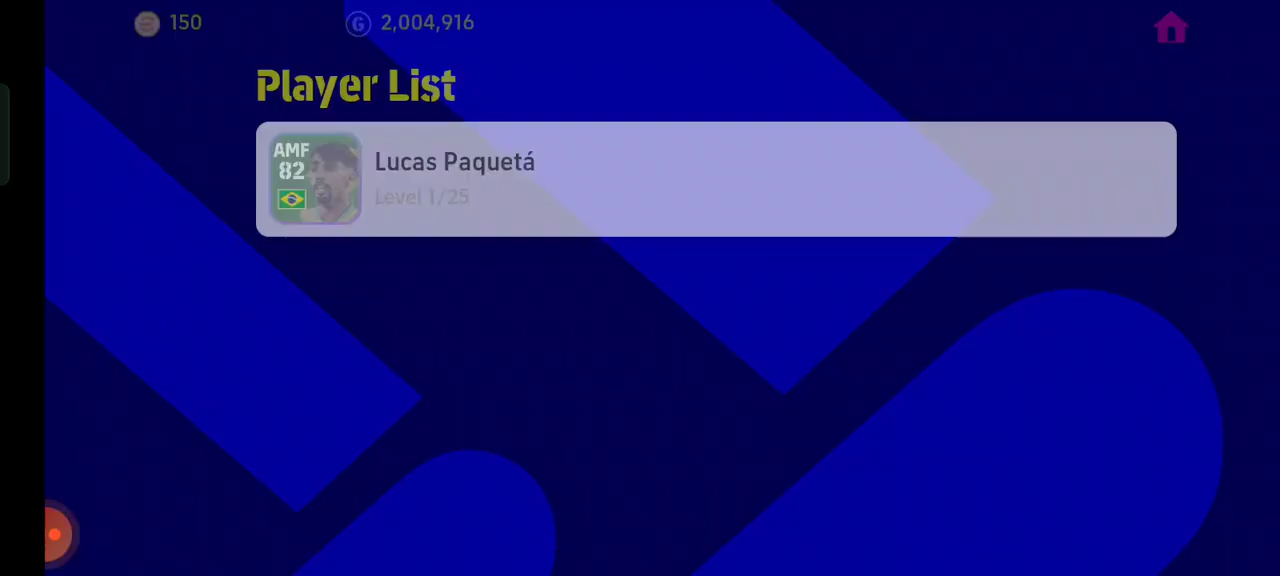 150
2,004,916
Player List
AMF
82
Lucas Paquetá
Level 1/25